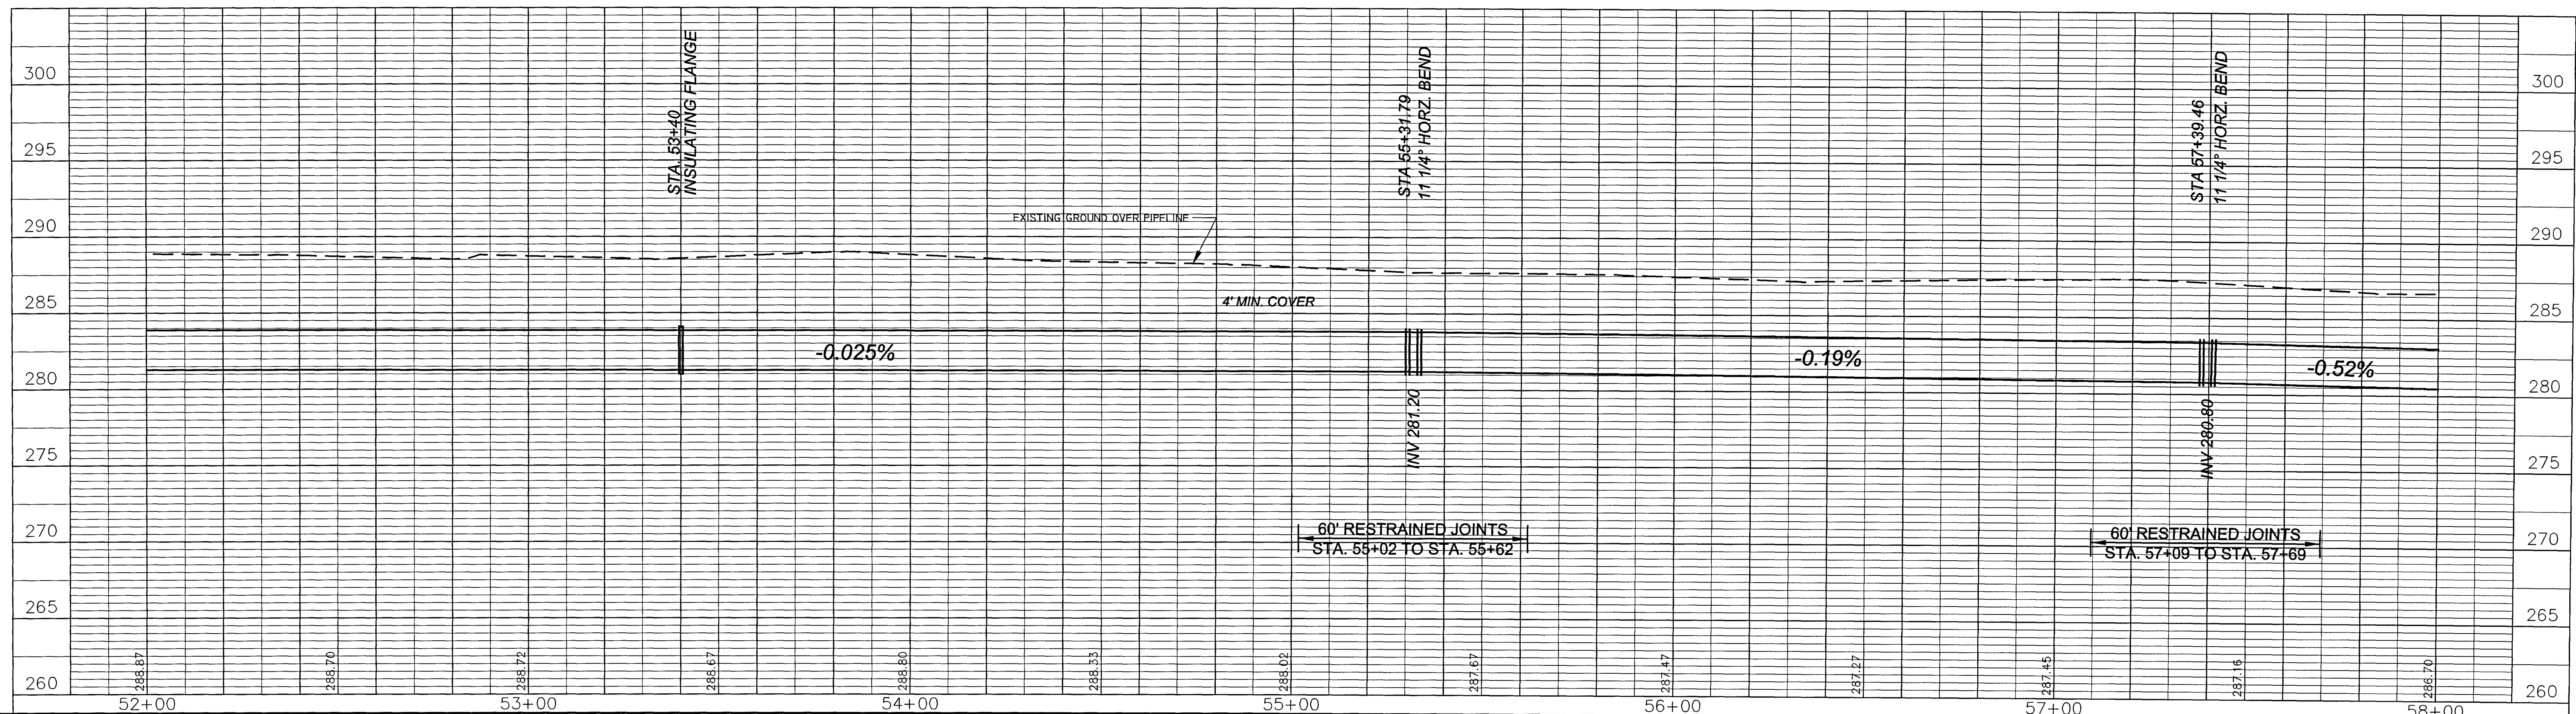 STA. 53+40
INSULATING FLANGE
STA 55+31.79
11 1/4° HORZ. BEND
STA 57+39.46
11 1/4° HORZ. BEND
300
300
295
295
290
290
EXISTING GROUND OVER PIPELINE
285
285
4' MIN. COVER
-0.025%
-0.19%
-0.52%
280
280
INV 281.20
INV 280.80
275
275
270
270
60' RESTRAINED JOINTS
STA. 55+02 TO STA. 55+62
60' RESTRAINED JOINTS
STA. 57+09 TO STA. 57+69
265
265
260
260
288.87
288.70
288.72
288.67
288.80
288.33
288.02
287.67
287.47
287.27
287.45
287.16
286.70
52+00
53+00
54+00
55+00
56+00
57+00
58+00